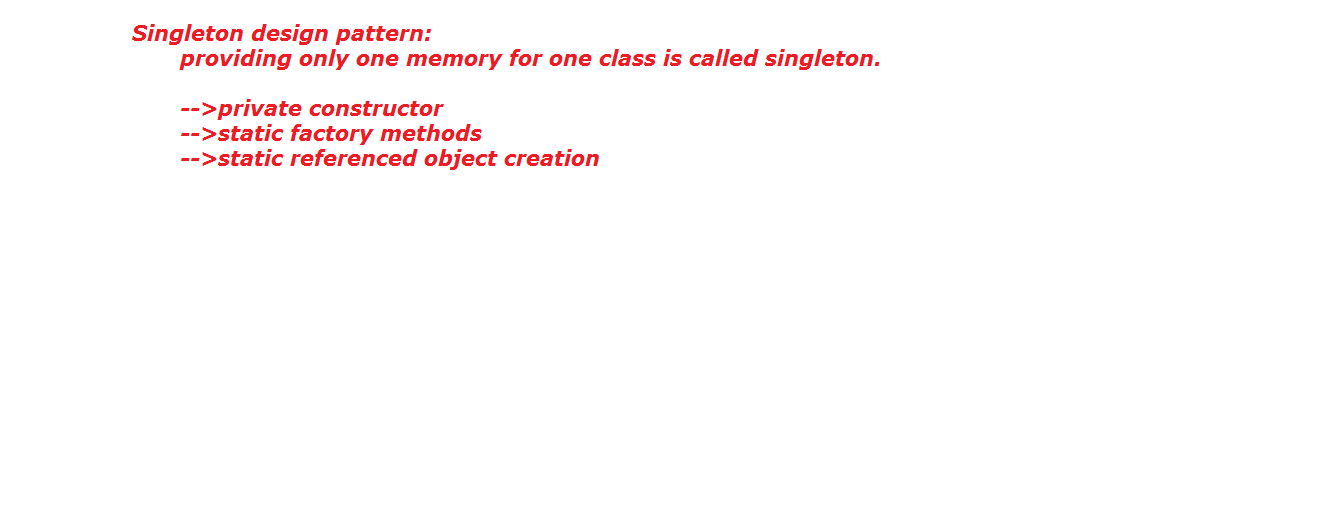 Singleton design pattern:
providing only one memory for one class is called singleton.
-->private constructor
-->static factory methods
-->static referenced object creation